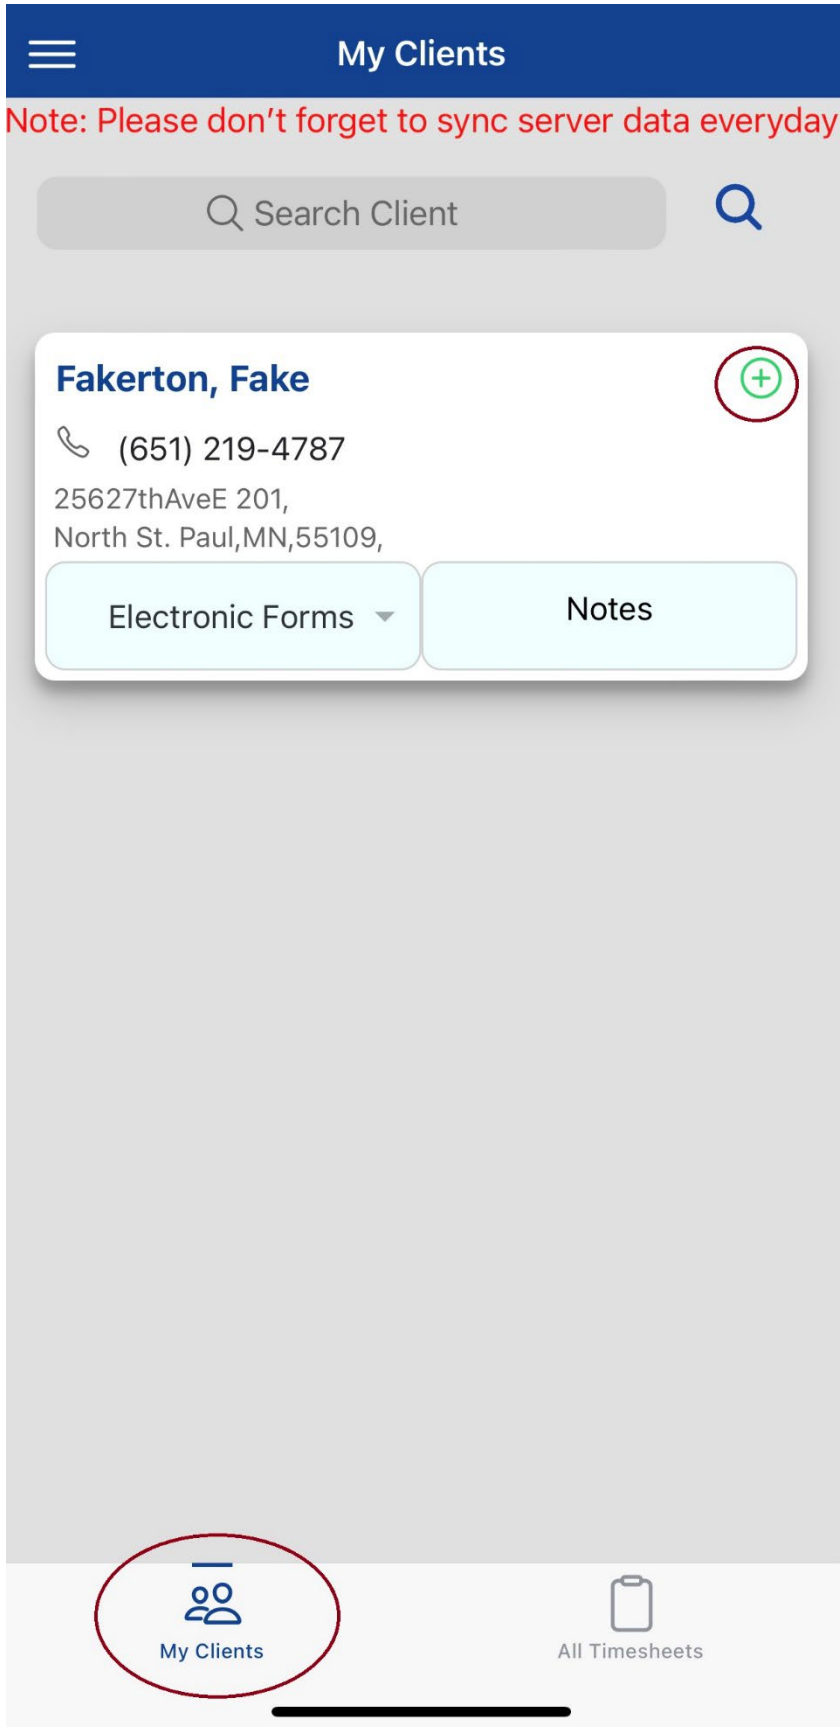 My Clients
Note: Please don't forget to sync server data everyday
Search Client
Fakerton, Fake
(651) 219-4787
25627thAveE 201,
North St. Paul,MN,55109,
Electronic Forms
Notes
My Clients
All Timesheets